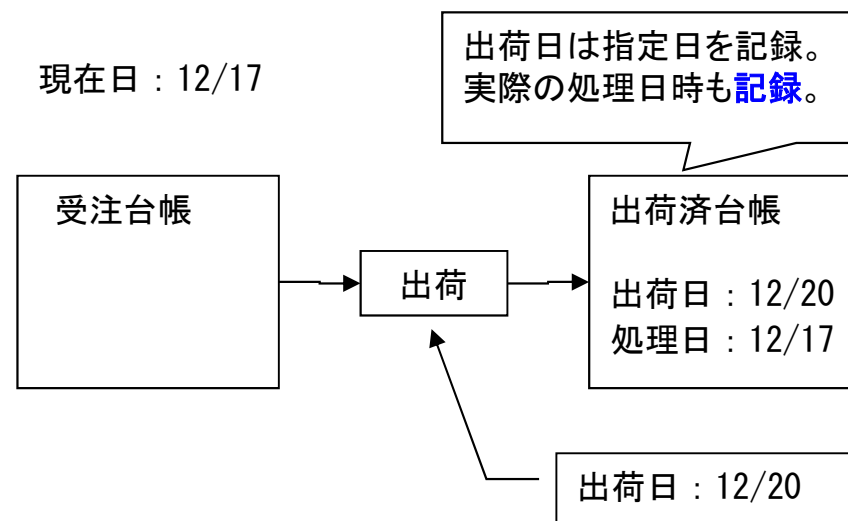 現在日：12/17
出荷日は指定日を記録。
実際の処理日時も記録。
受注台帳
出荷
出荷済台帳
出荷日：12/20
処理日：12/17
出荷日：12/20